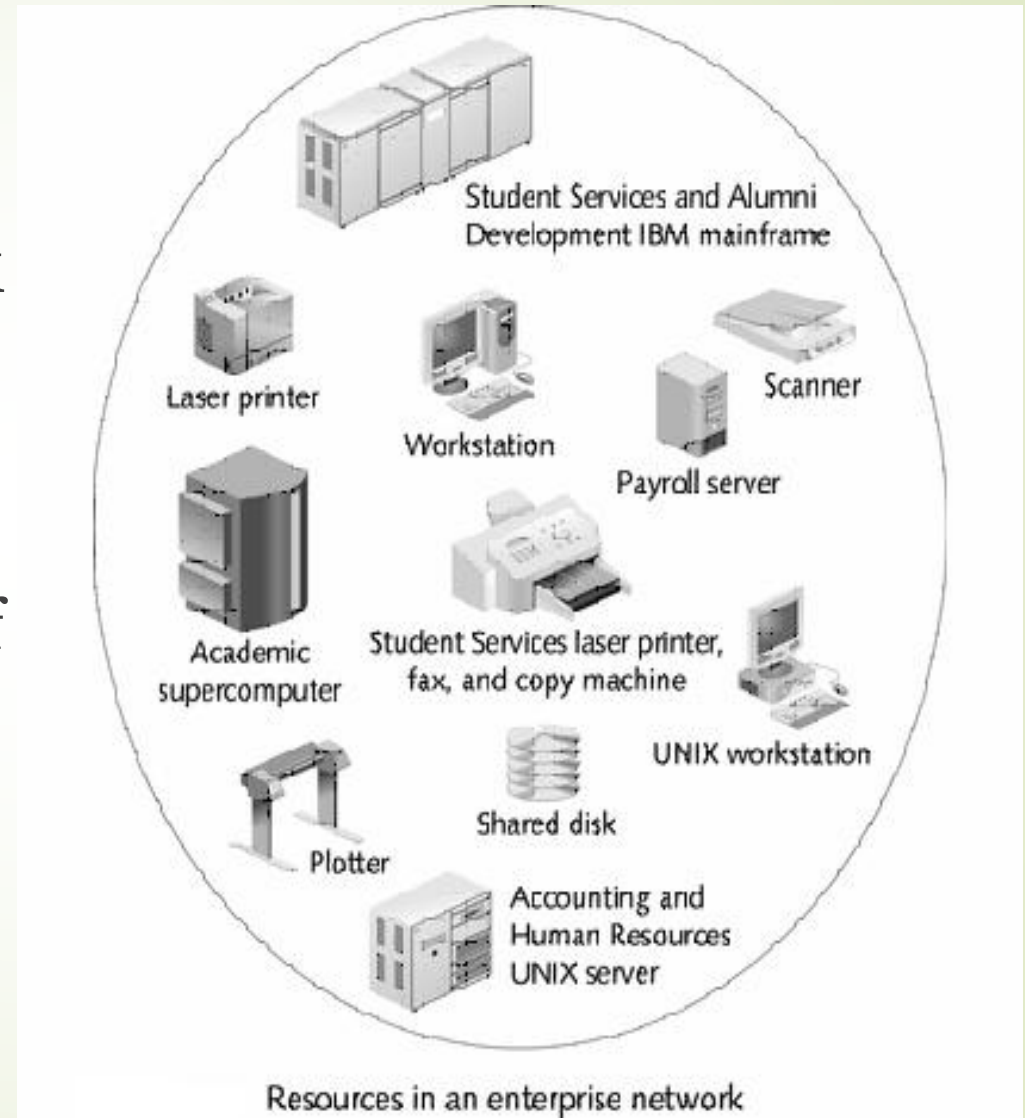 Student Services and Alumni
Development IBM mainframe
Laser printer
Workstation
Scanner
Payroll server
Academic
supercomputer
Student Services laser printer,
fax, and copy machine
UNIX workstation
Shared disk
Plotter
Accounting and
Human Resources
UNIX server
Resources in an enterprise network